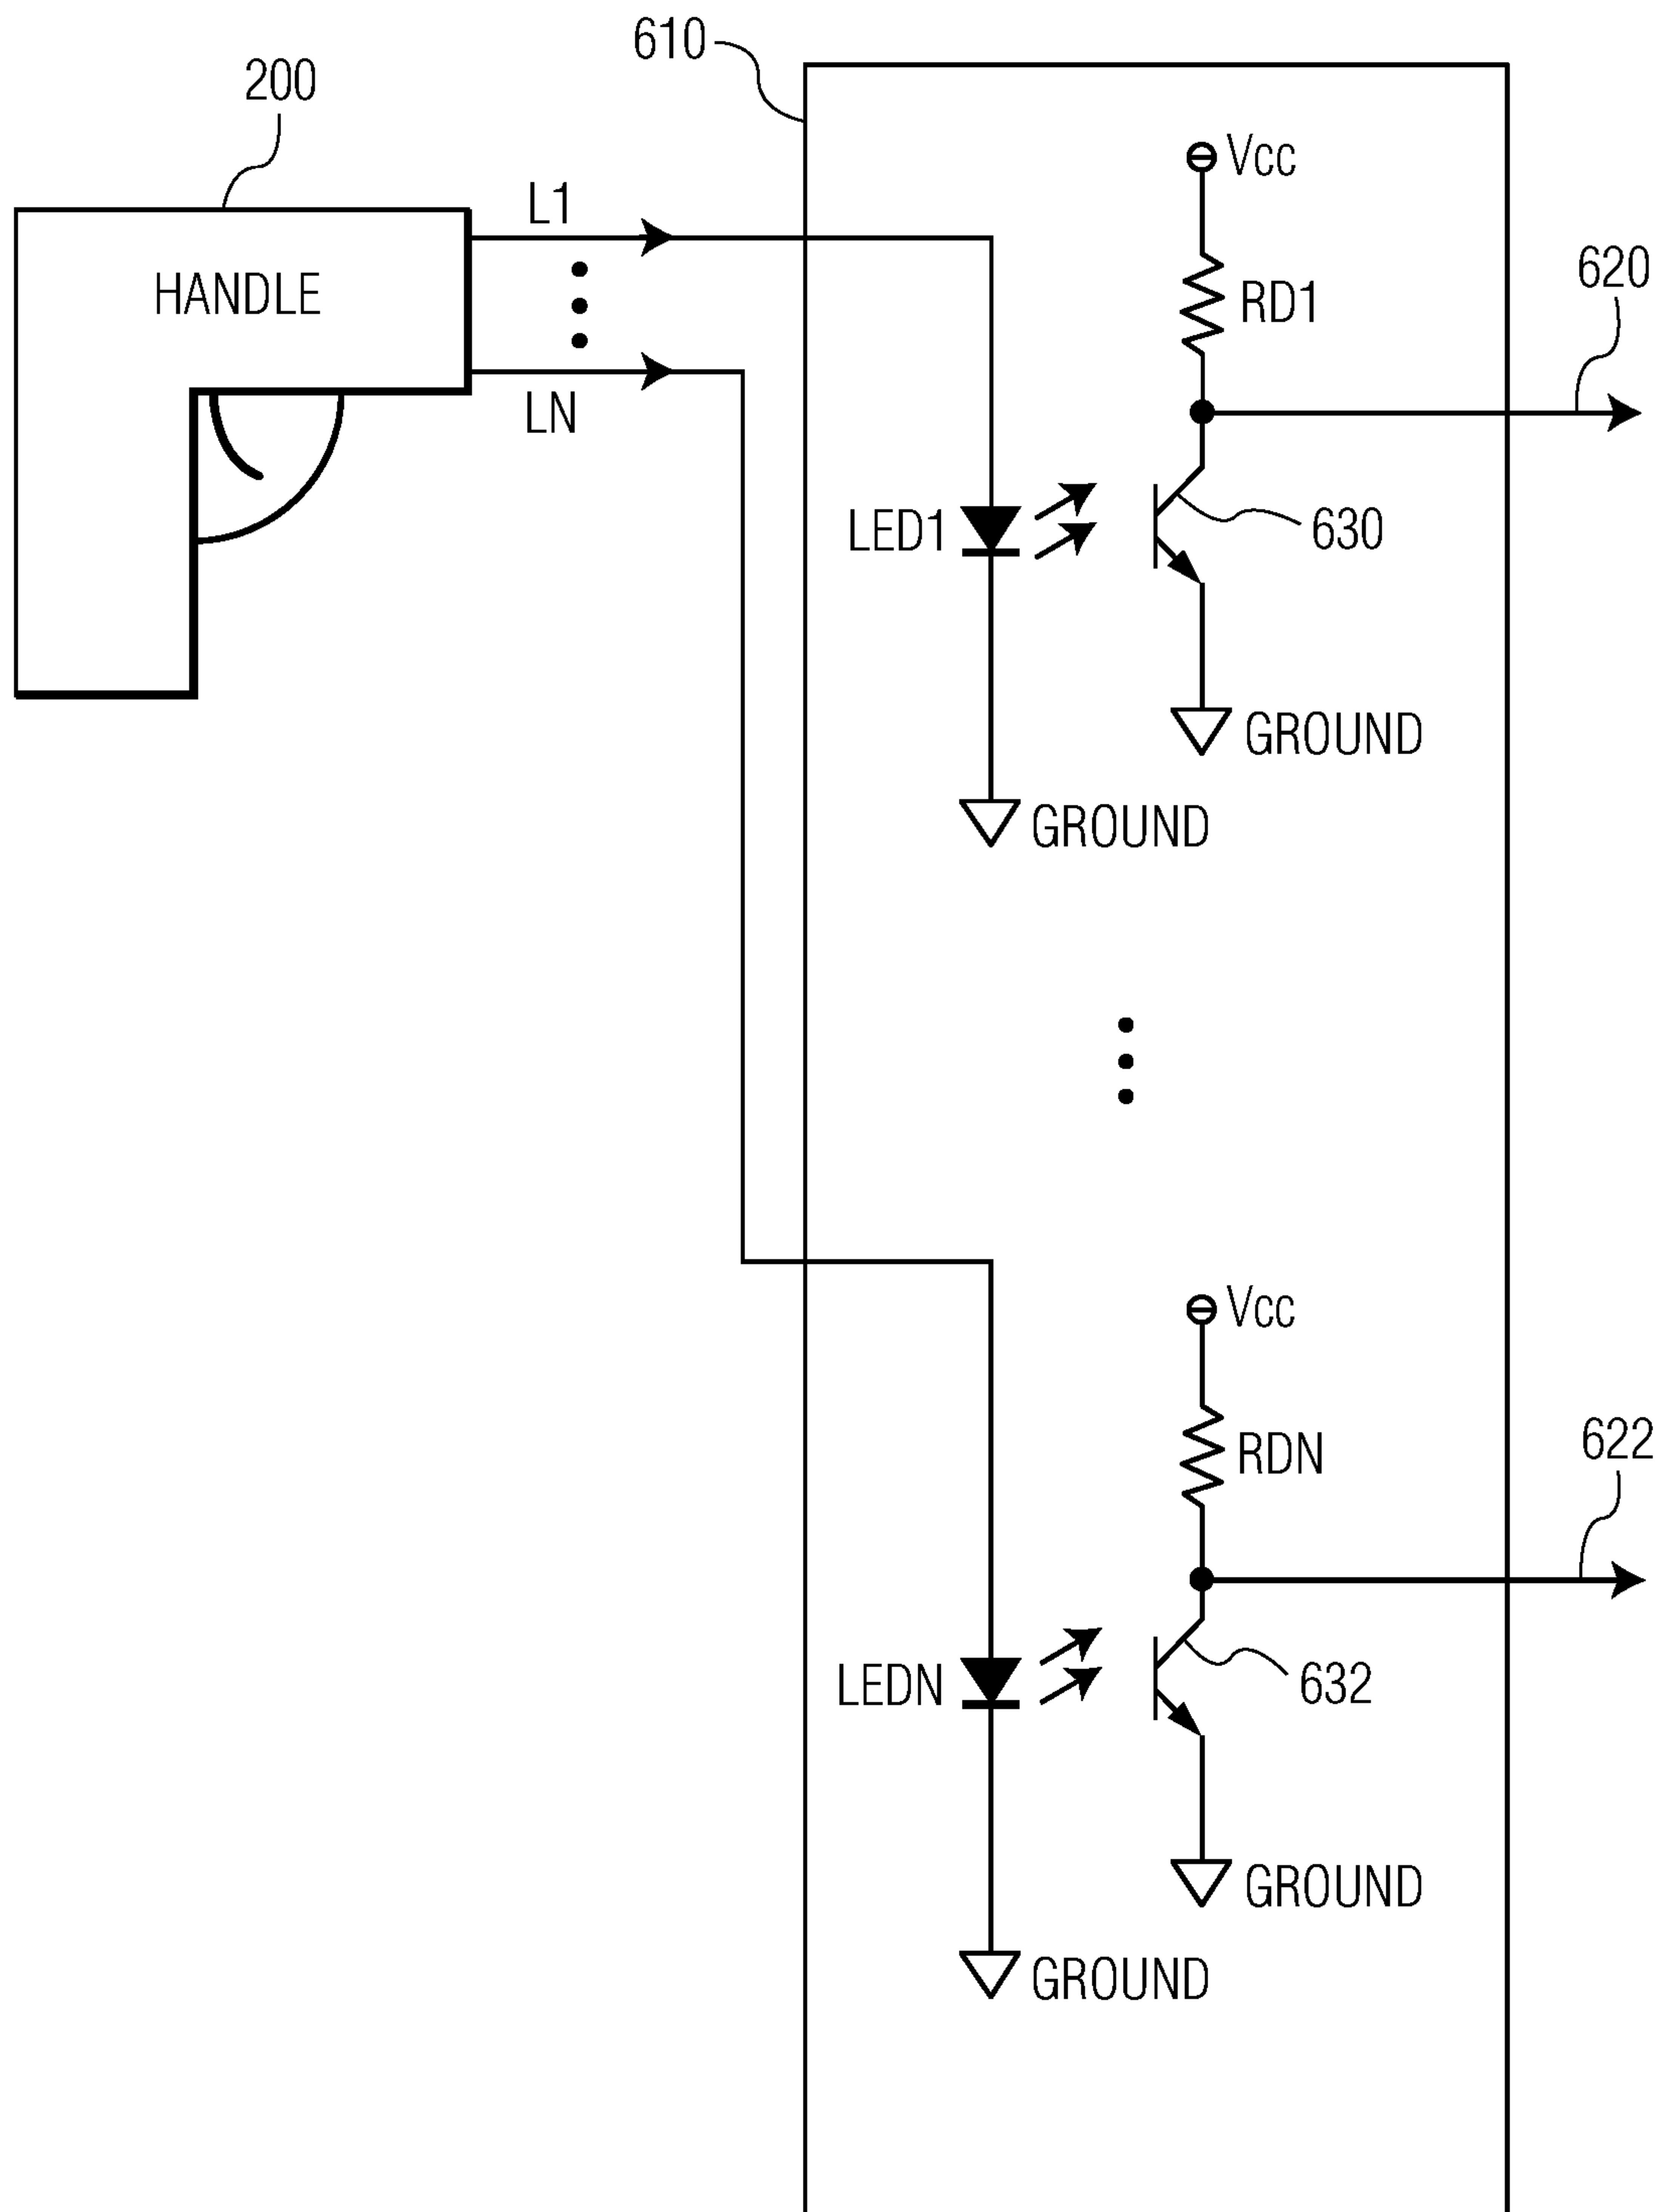 610
200
VCC
L1
620
HANDLE
RD1
LN
LED1
630
GROUND
GROUND
VCC
622
RDN
LEDN
632
GROUND
GROUND